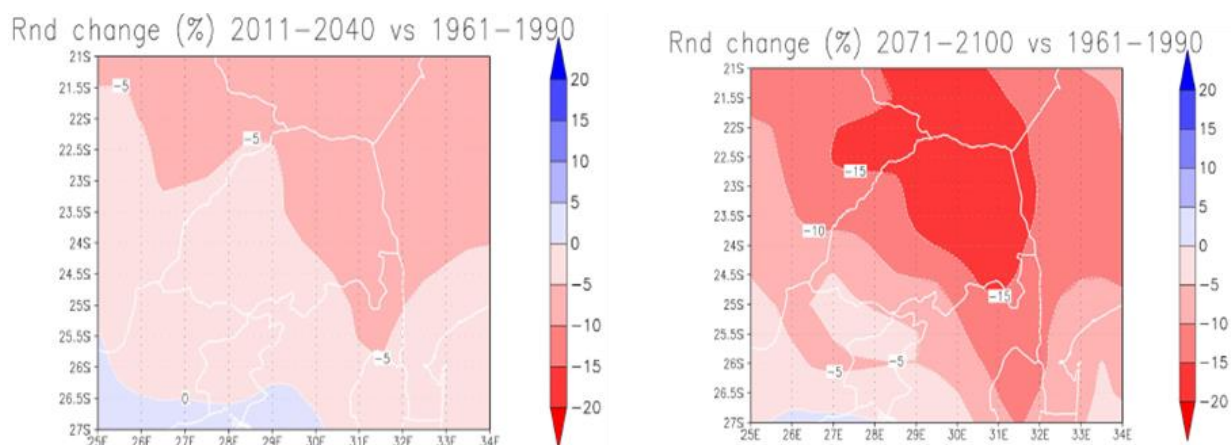 Rnd change (%) 2011-2040 vs 1961-1990
21S
21.5S
22S
22.5S
23S
23.5S
24S
24.5S
25S
25.5S
26S
26.5S
27S
25E 26E 27E 28E 29E 30E 31E 32E 33E 34E
-5
-5
-5
0
20
15
10
5
0
-5
-10
-15
-20
Rnd change (%) 2071-2100 vs 1961-1990
21S
21.5S
22S
22.5S
23S
23.5S
24S
24.5S
25S
25.5S
26S
26.5S
27S
25E 26E 27E 28E 29E 30E 31E 32E 33E 34E
-15
-10
-15
-5
-5
20
15
10
5
0
-5
-10
-15
-20